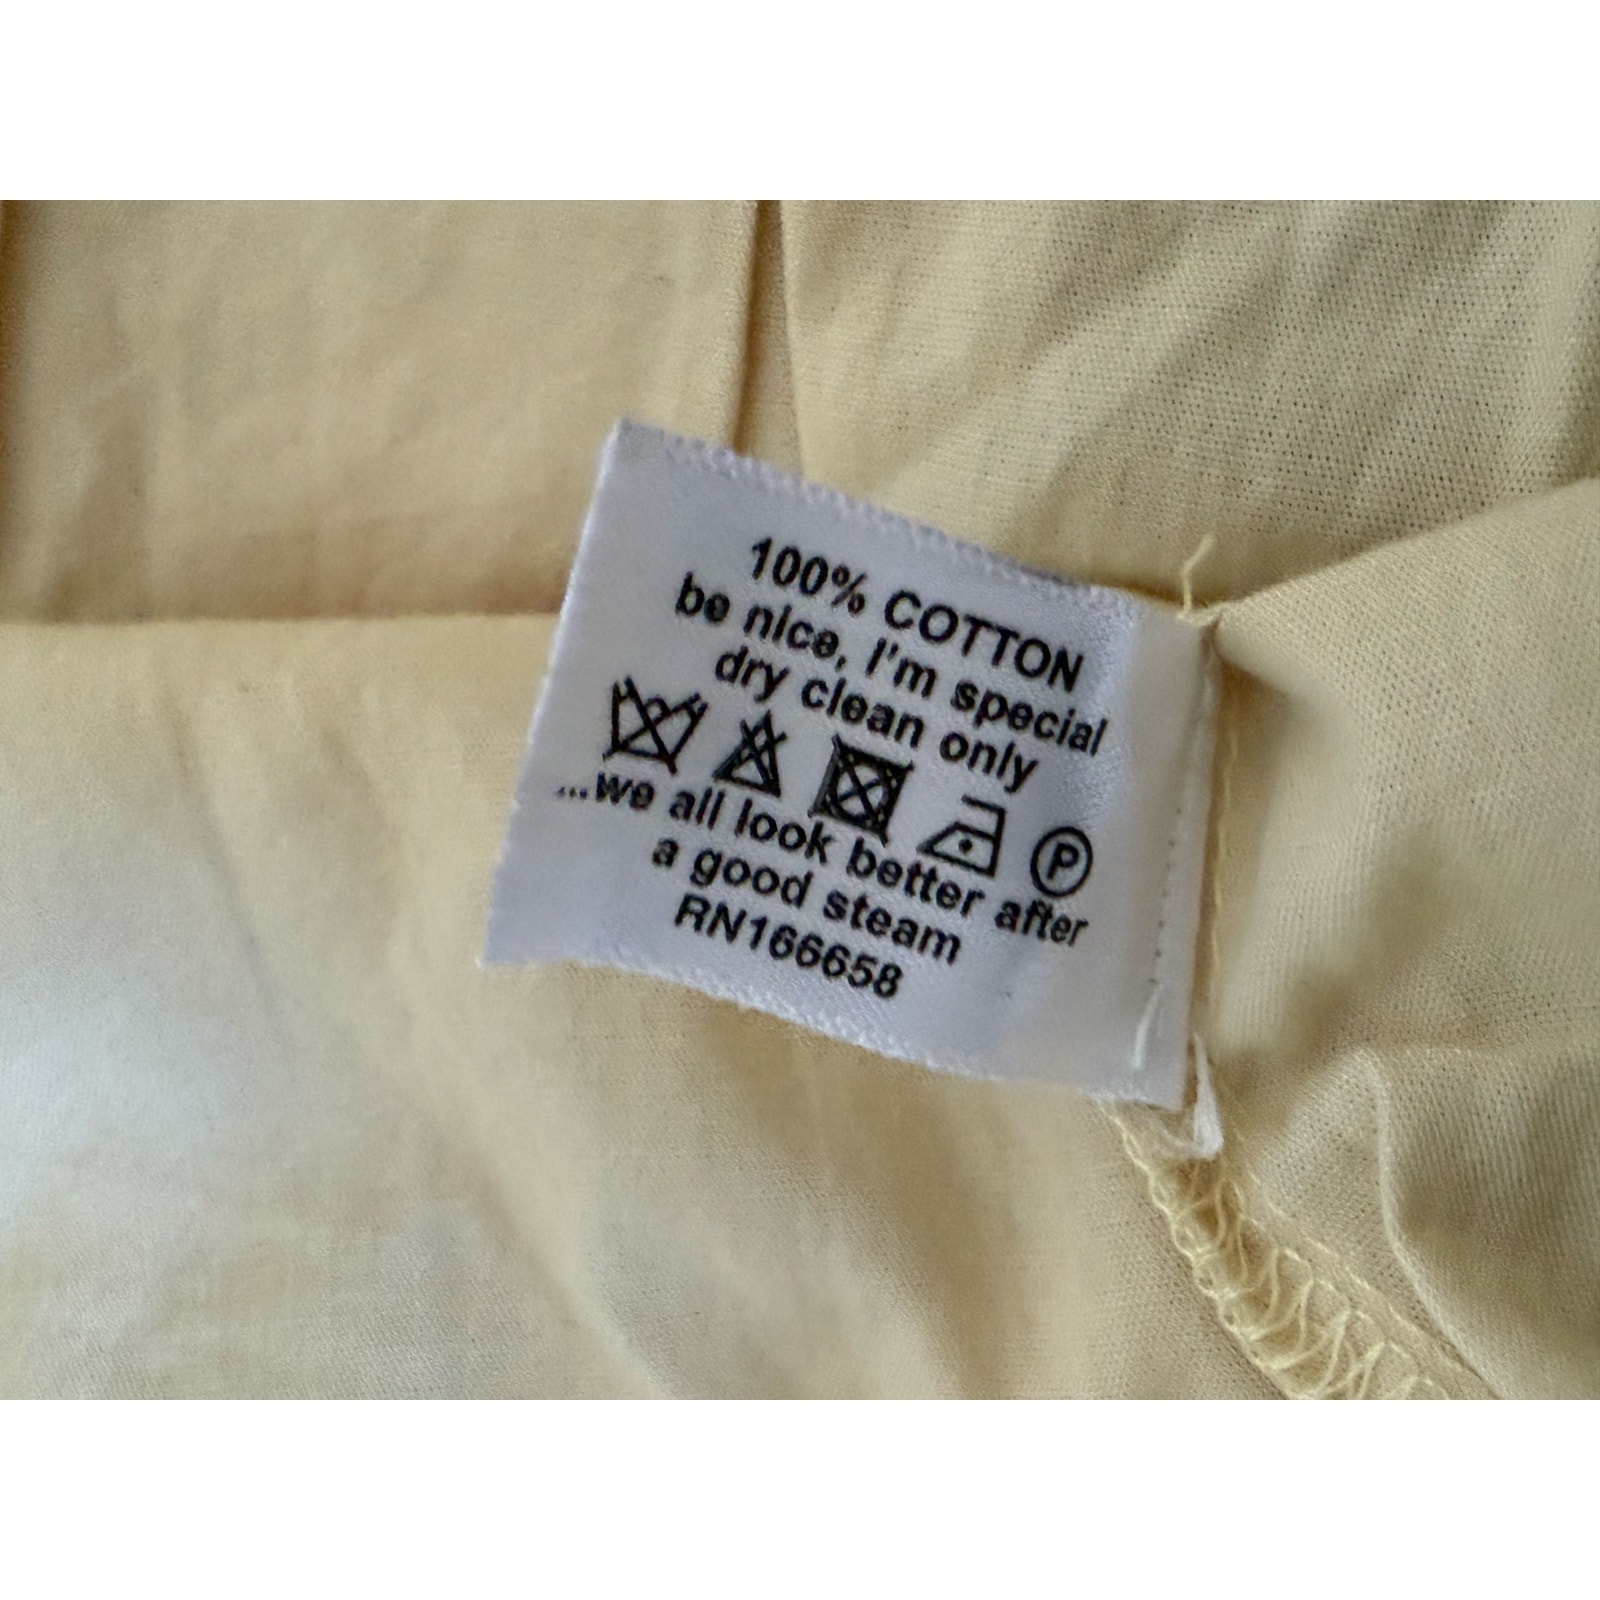 100% COTTON
be nice, I'm special
dry clean only
P
...we all look better after
a good steam
RN166658